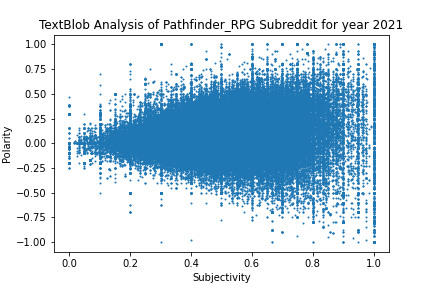 TextBlob Analysis of Pathfinder_RPG Subreddit for year 2021
1.00
0.75
0.50
0.25
0.00
−0.25
−0.50
−0.75
−1.00
Polarity
0.0 0.2 0.4 0.6 0.8 1.0
Subjectivity